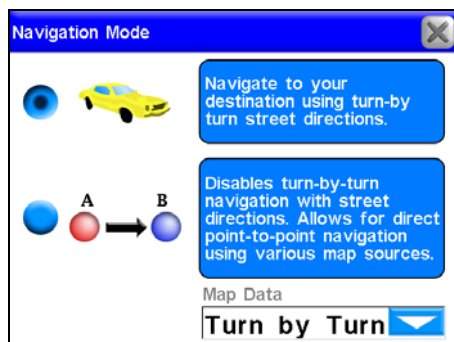 Navigation Mode
Navigate to your
destination using turn-by
turn street directions.
A B
Disables turn-by-turn
navigation with street
directions. Allows for direct
point-to-point navigation
using various map sources.
Map Data
Turn by Turn